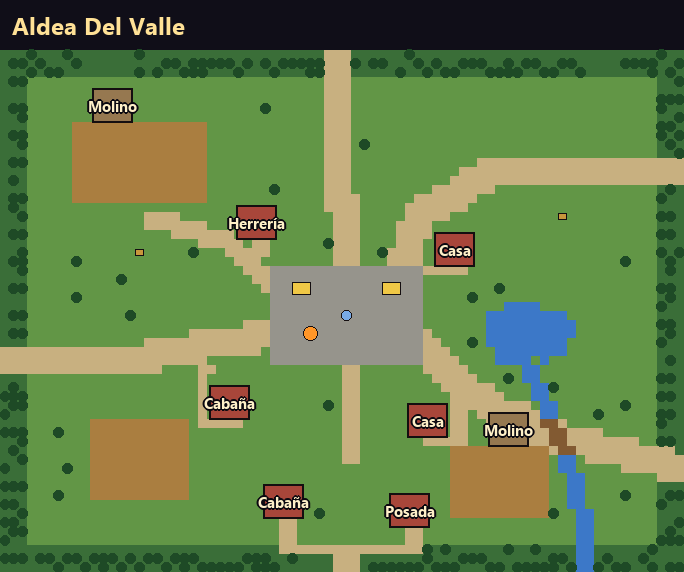 Aldea Del Valle
Molino
Herrería
Casa
Cabaña
Casa
Molino
Cabaña
Posada